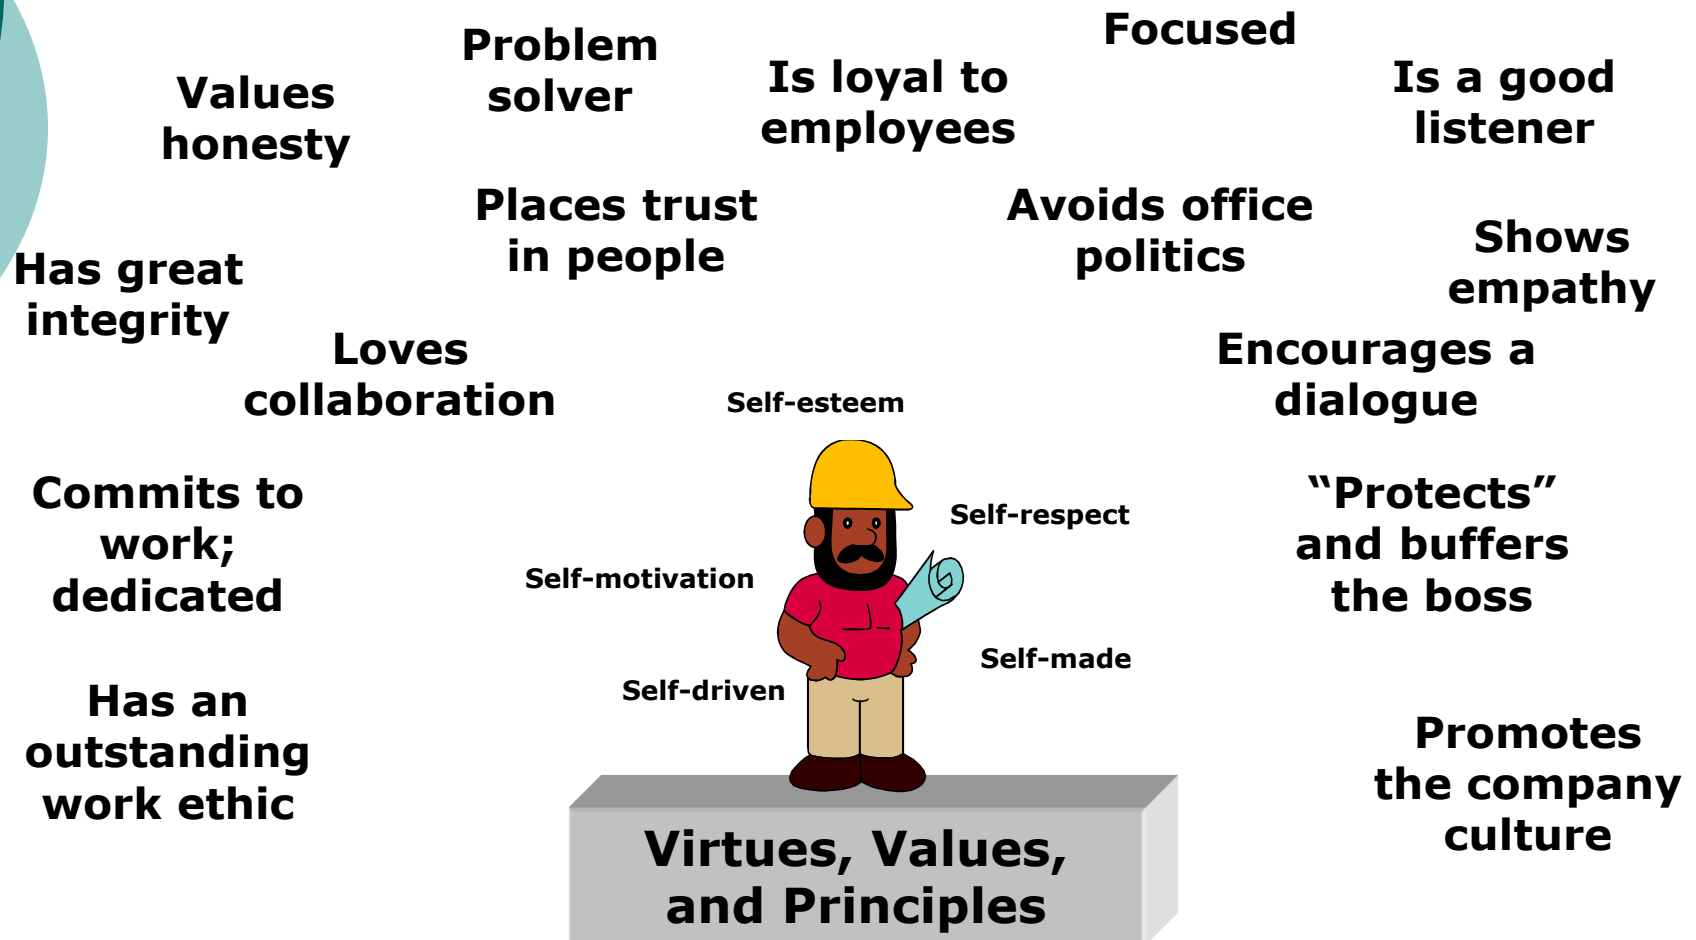 Focused
Problem
solver
Is loyal to
employees
Is a good
listener
Values
honesty
Places trust
in people
Avoids office
politics
Shows
empathy
Has great
integrity
Loves
collaboration
Encourages a
dialogue
Self-esteem
Commits to
work;
dedicated
“Protects”
and buffers
the boss
Self-respect
Self-motivation
Self-made
Self-driven
Has an
outstanding
work ethic
Promotes
the company
culture
Virtues, Values,
and Principles